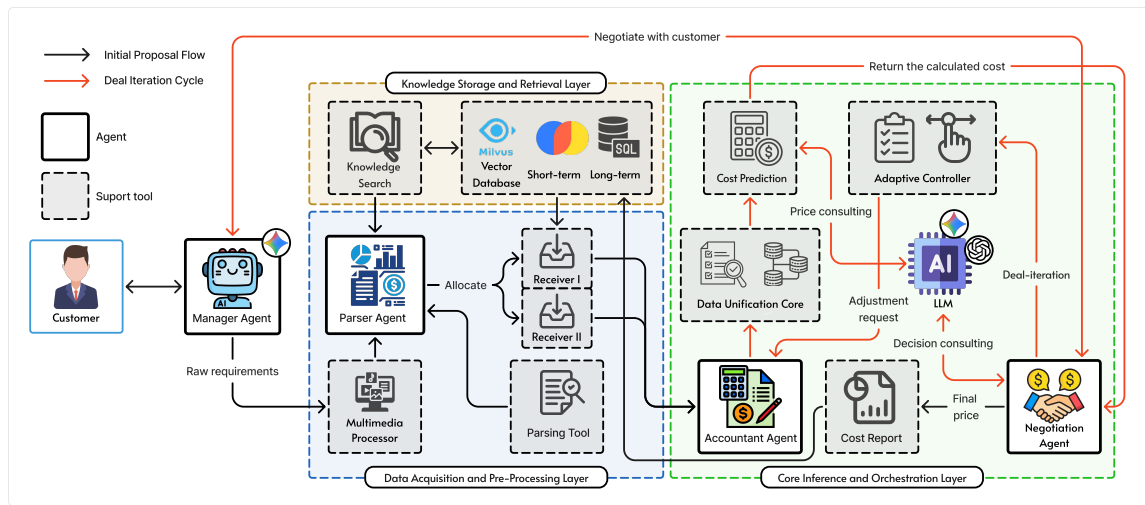 Negotiate with customer
Initial Proposal Flow
Deal Iteration Cycle
Return the calculated cost
Knowledge Storage and Retrieval Layer
Agent
Suport tool
Knowledge
Search
Milvus
Vector
Database
Short-term
SQL
Long-term
Cost Prediction
Adaptive Controller
Price consulting
Customer
AI
Manager Agent
Parser Agent
Allocate
Receiver I
Receiver II
Data Unification Core
AI
LLM
Deal-iteration
Adjustment
request
Decision consulting
Raw requirements
Multimedia
Processor
Parsing Tool
Accountant Agent
Cost Report
Final
price
Negotiation
Agent
Data Acquisition and Pre-Processing Layer
Core Inference and Orchestration Layer